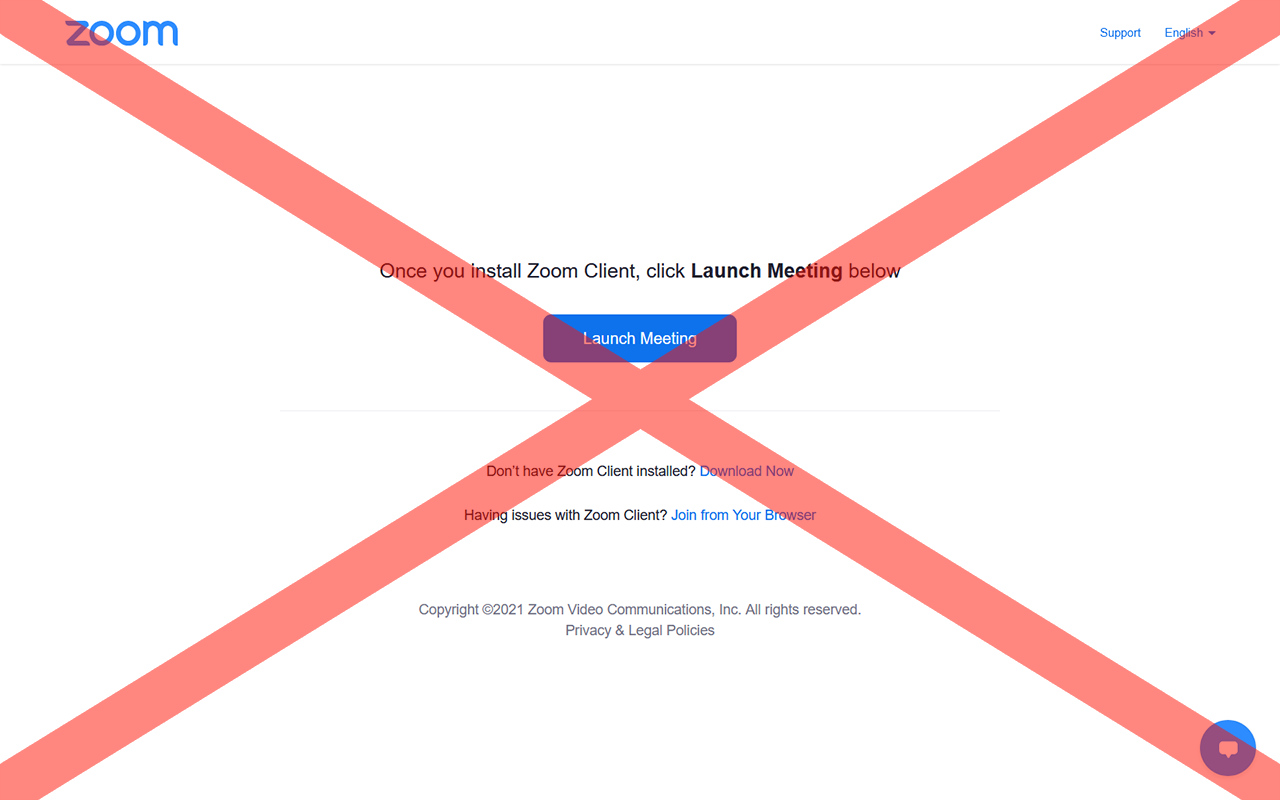 zoom
Support English
Once you install Zoom Client, click Launch Meeting below
Launch Meeting
Don’t have Zoom Client installed? Download Now
Having issues with Zoom Client? Join from Your Browser
Copyright ©2021 Zoom Video Communications, Inc. All rights reserved.
Privacy & Legal Policies